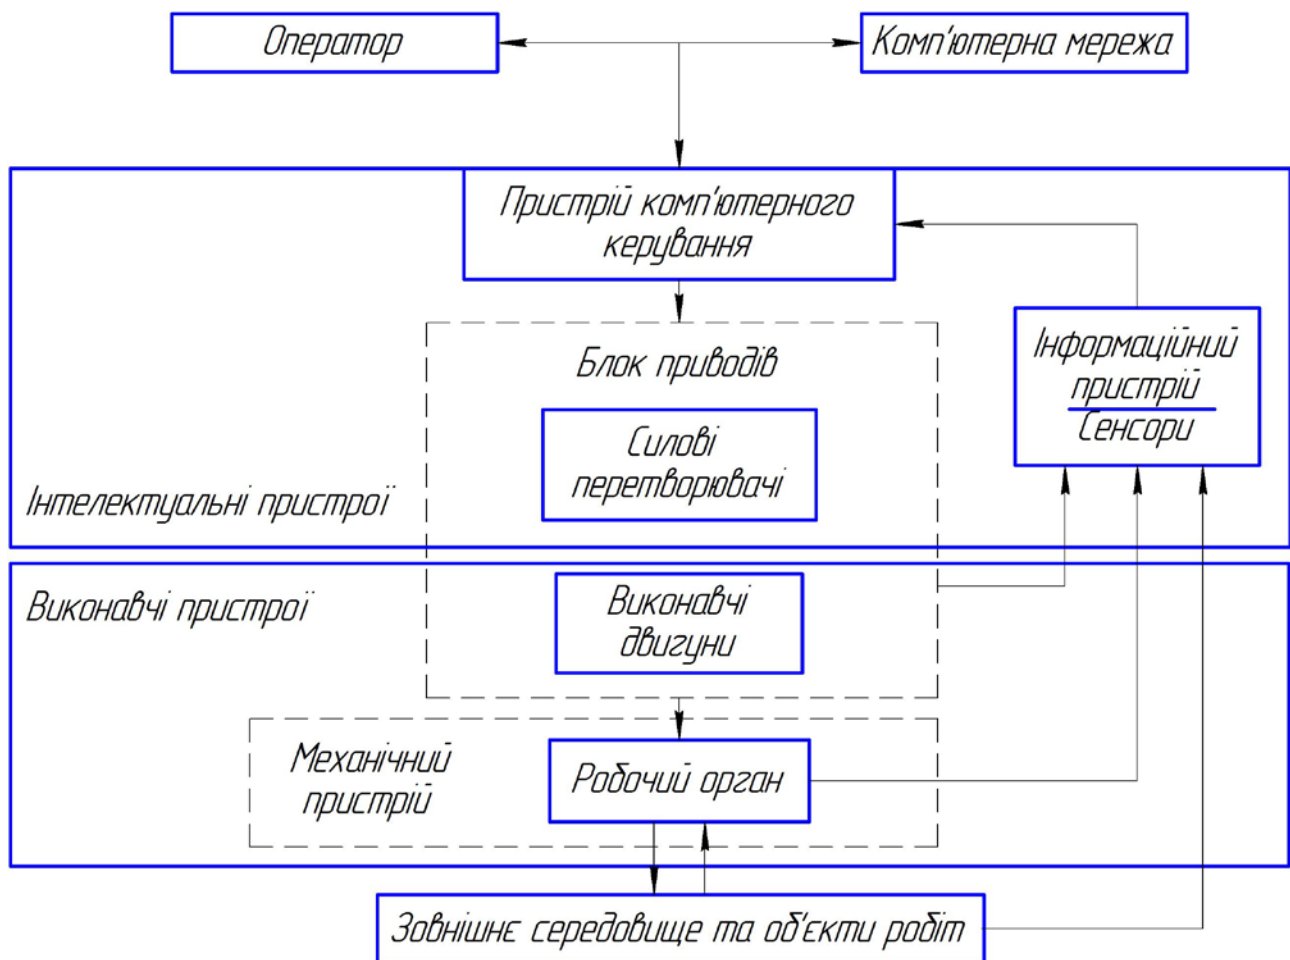 Оператор
Комп'ютерна мережа
Пристрій комп'ютерного
керування
Блок приводів
Силові
перетворювачі
Інформаційний
пристрій
Сенсори
Інтелектуальні пристрої
Виконавчі пристрої
Виконавчі
двигуни
Механічний
пристрій
Робочий орган
Зовнішнє середовище та об'єкти робіт